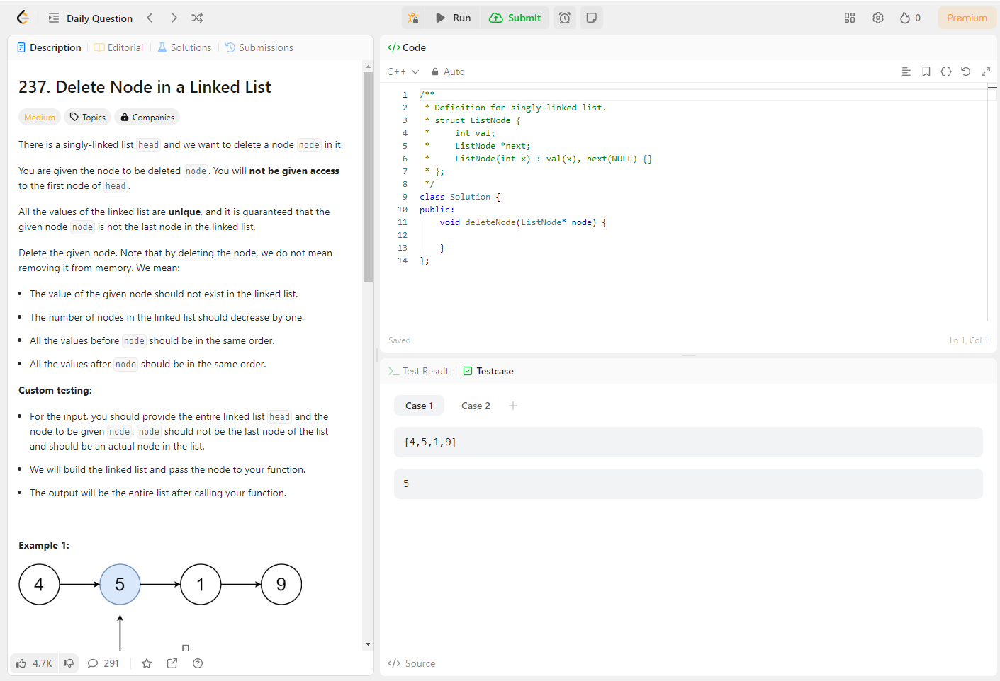 Daily Question
Run
Submit
0
Premium
Description
Editorial
Solutions
Submissions
237. Delete Node in a Linked List
Medium
Topics
Companies
There is a singly-linked list head and we want to delete a node node in it.
You are given the node to be deleted node. You will not be given access
to the first node of head.
All the values of the linked list are unique, and it is guaranteed that the
given node node is not the last node in the linked list.
Delete the given node. Note that by deleting the node, we do not mean
removing it from memory. We mean:
• The value of the given node should not exist in the linked list.
• The number of nodes in the linked list should decrease by one.
• All the values before node should be in the same order.
• All the values after node should be in the same order.
Custom testing:
• For the input, you should provide the entire linked list head and the
node to be given node. node should not be the last node of the list
and should be an actual node in the list.
• We will build the linked list and pass the node to your function.
• The output will be the entire list after calling your function.
Example 1:
4 5 1 9
4.7K
291
</> Code
C++
Auto
1 /**
2 * Definition for singly-linked list.
3 * struct ListNode {
4 *     int val;
5 *     ListNode *next;
6 *     ListNode(int x) : val(x), next(NULL) {}
7 * };
8 */
9 class Solution {
10 public:
11     void deleteNode(ListNode* node) {
12
13     }
14 };
Saved
Ln 1, Col 1
>_ Test Result
Testcase
Case 1
Case 2
+
[4,5,1,9]
5
</> Source